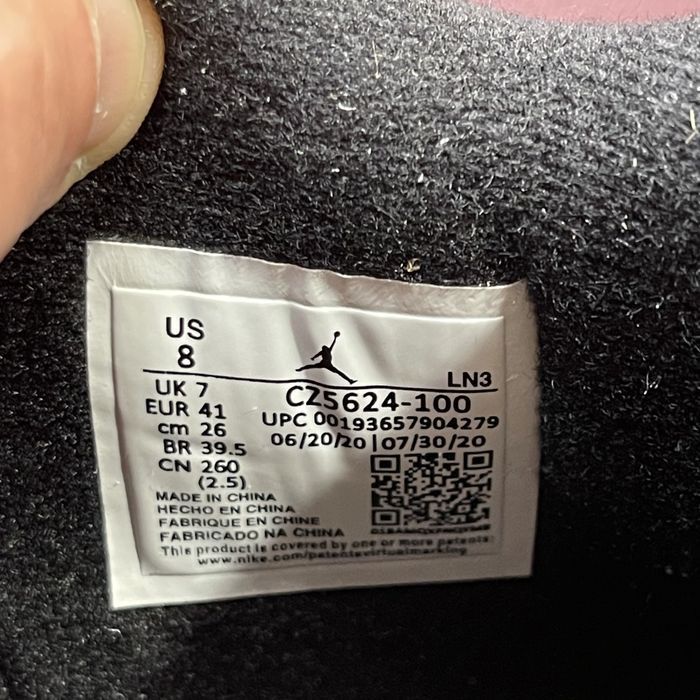 US
8
LN3
UK 7
EUR 41
cm 26
BR 39.5
CN 260
(2.5)
CZ5624-100
UPC 00193657904279
06/20/20|07/30/20
MADE IN CHINA
HECHO EN CHINA
FABRIQUE EN CHINE
FABRICADO NA CHINA
This product is covered by one or more patents:
www.nike.com/patentsvirtualmarking